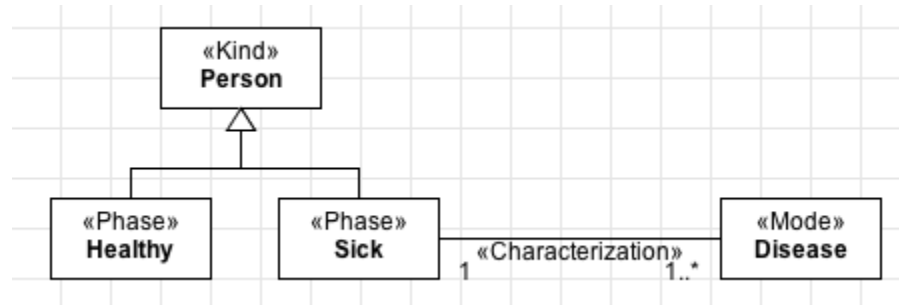 «Kind»
Person
«Phase»
Healthy
«Phase»
Sick
«Characterization»
1
1..*
«Mode»
Disease